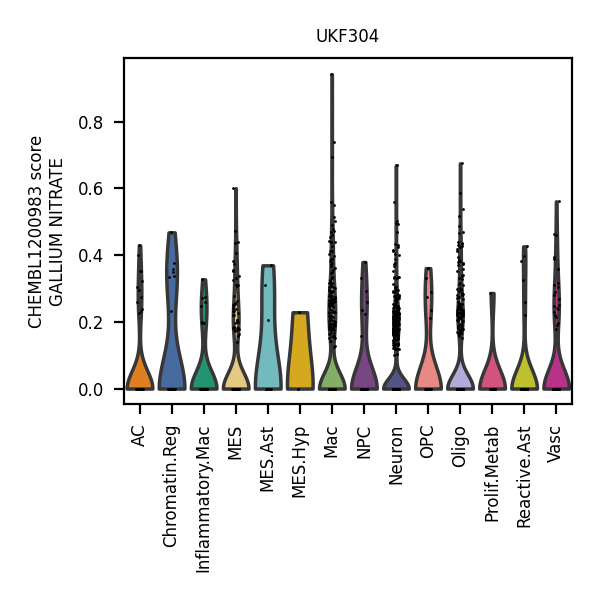 UKF304
CHEMBL1200983 score
GALLIUM NITRATE
0.8
0.6
0.4
0.2
0.0
AC
Chromatin.Reg
Inflammatory.Mac
MES
MES.Ast
MES.Hyp
Mac
NPC
Neuron
OPC
Oligo
Prolif.Metab
Reactive.Ast
Vasc